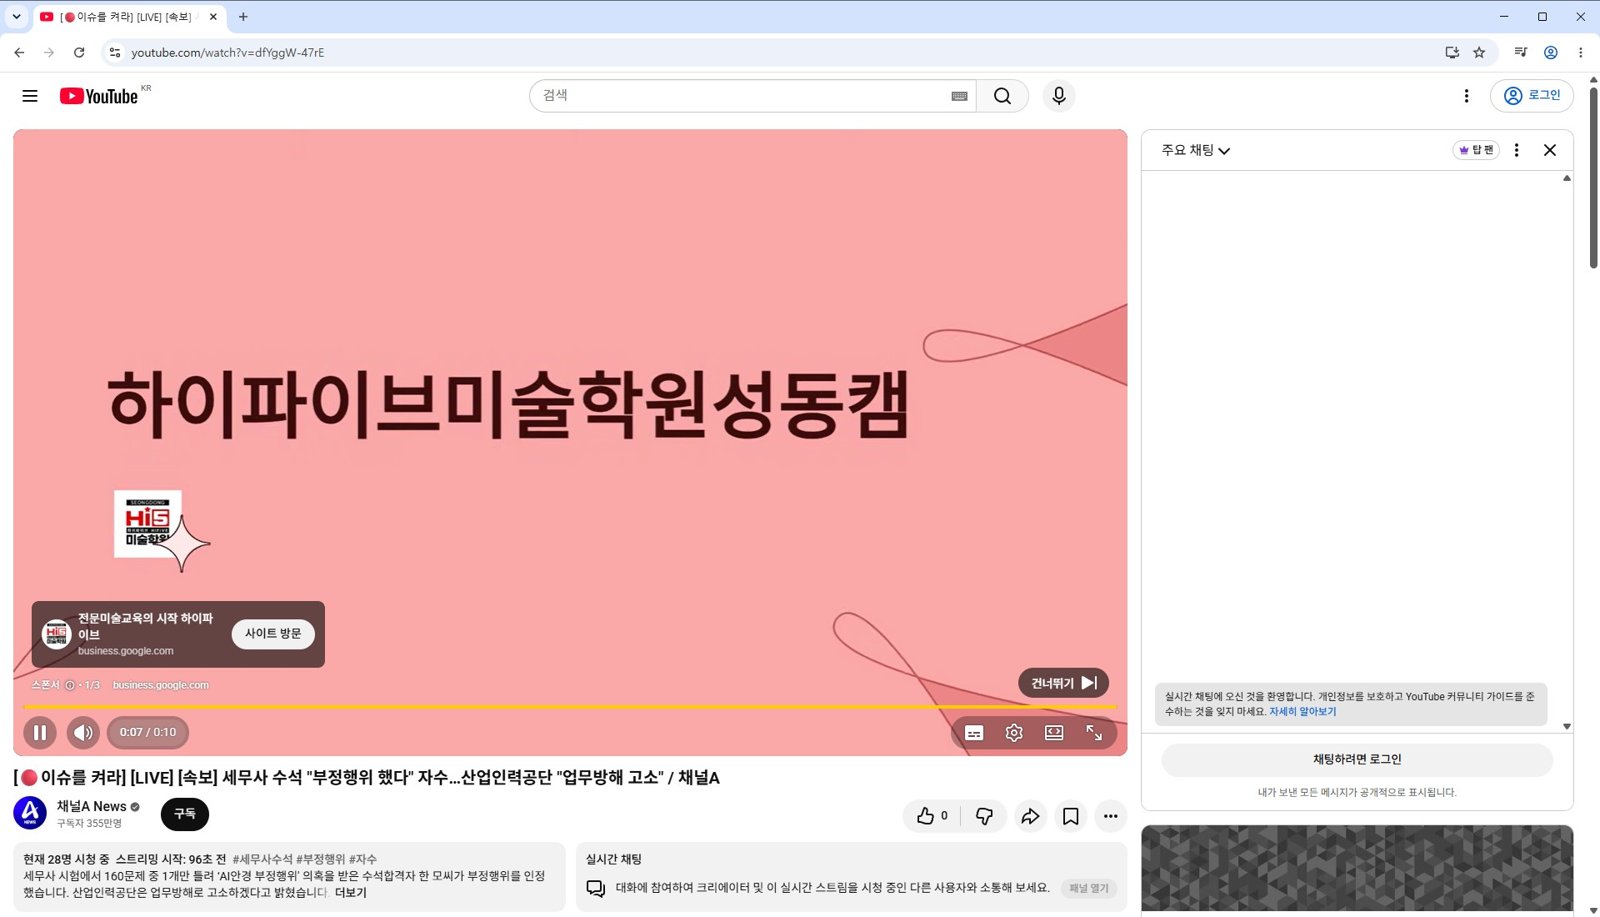 [🔴이슈를 켜라] [LIVE] [속보]
youtube.com/watch?v=dfYggW-47rE
YouTube KR
검색
로그인
하이파이브미술학원성동캠
SEONGDONG
Hi5
미술학원
전문미술교육의 시작 하이파
이브
business.google.com
사이트 방문
스폰서 · 1/3 business.google.com
건너뛰기
0:07 / 0:10
[🔴이슈를 켜라] [LIVE] [속보] 세무사 수석 "부정행위 했다" 자수…산업인력공단 "업무방해 고소" / 채널A
채널A News
구독자 355만명
구독
0
현재 28명 시청 중 스트리밍 시작: 96초 전 #세무사수석 #부정행위 #자수
세무사 시험에서 160문제 중 1개만 틀려 ‘AI안경 부정행위’ 의혹을 받은 수석합격자 한 모씨가 부정행위를 인정
했습니다. 산업인력공단은 업무방해로 고소하겠다고 밝혔습니다. 더보기
실시간 채팅
대화에 참여하여 크리에이터 및 이 실시간 스트림을 시청 중인 다른 사용자와 소통해 보세요.
패널 열기
주요 채팅
탑 팬
실시간 채팅에 오신 것을 환영합니다. 개인정보를 보호하고 YouTube 커뮤니티 가이드를 준
수하는 것을 잊지 마세요. 자세히 알아보기
채팅하려면 로그인
내가 보낸 모든 메시지가 공개적으로 표시됩니다.